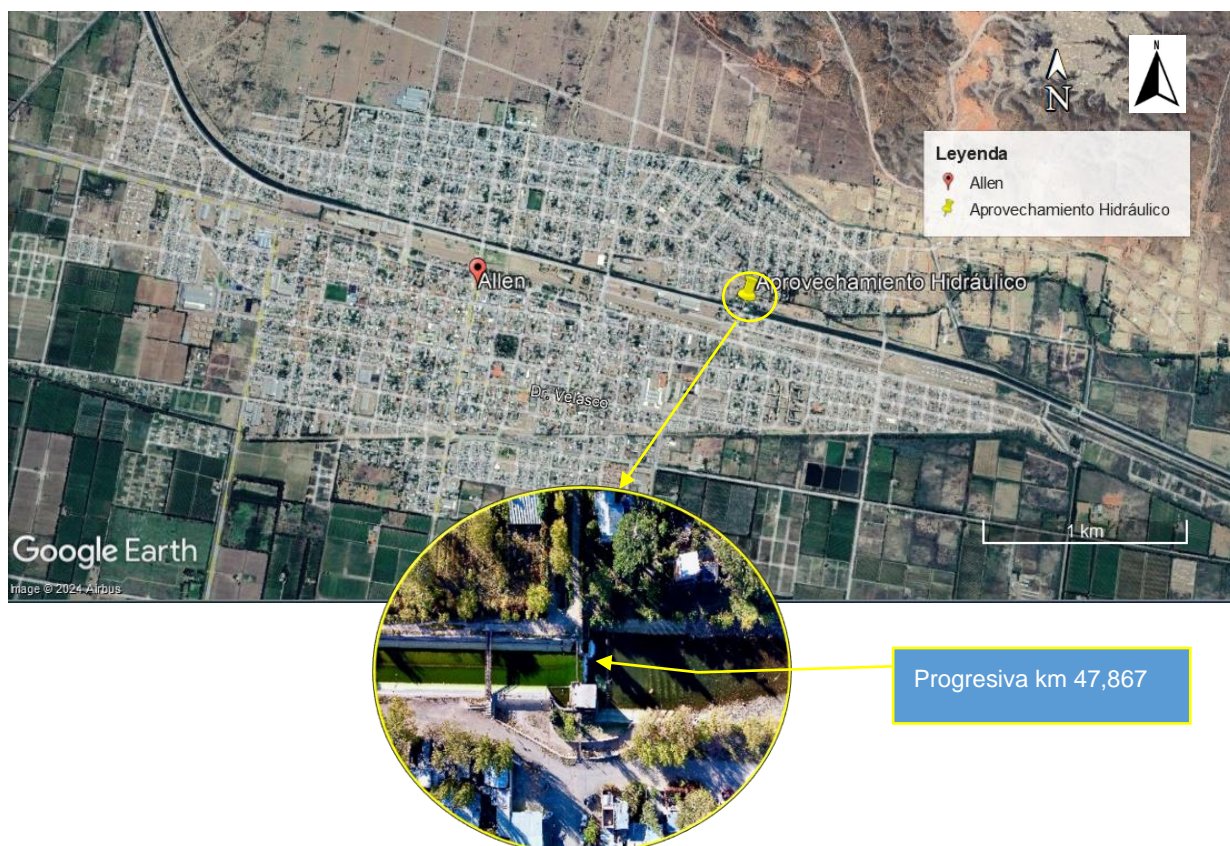 N
N
Leyenda
Allen
Aprovechamiento Hidráulico
Allen
Aprovechamiento Hidráulico
Dr. Velasco
1 km
Google Earth
Image © 2024 Airbus
Progresiva km 47,867